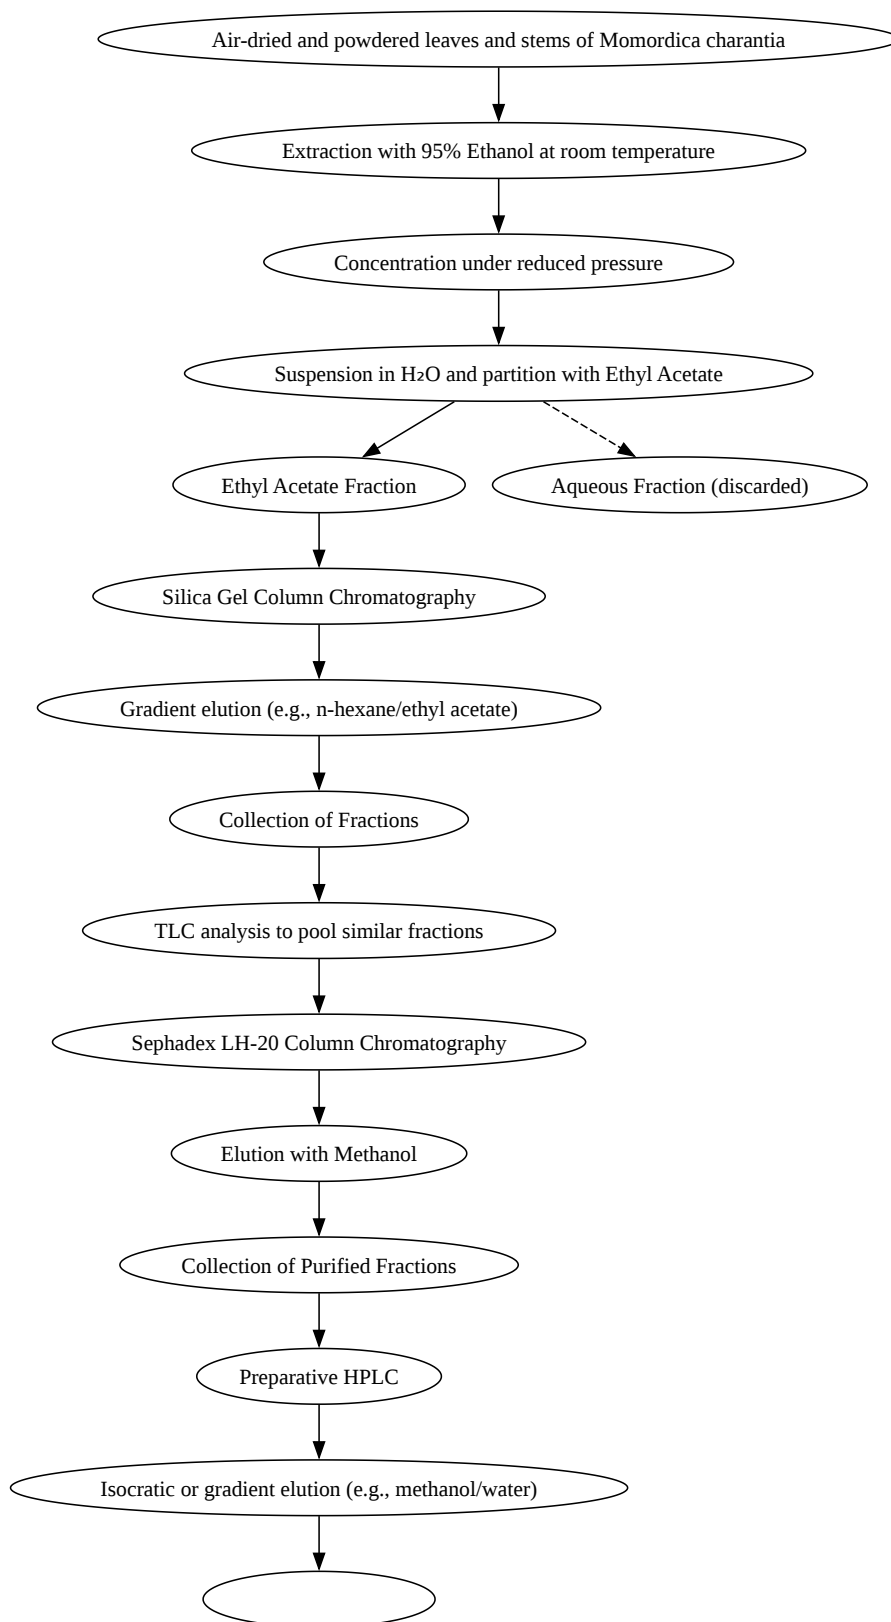 Air-dried and powdered leaves and stems of Momordica charantia
Extraction with 95% Ethanol at room temperature
Concentration under reduced pressure
Suspension in H₂O and partition with Ethyl Acetate
Ethyl Acetate Fraction
Aqueous Fraction (discarded)
Silica Gel Column Chromatography
Gradient elution (e.g., n-hexane/ethyl acetate)
Collection of Fractions
TLC analysis to pool similar fractions
Sephadex LH-20 Column Chromatography
Elution with Methanol
Collection of Purified Fractions
Preparative HPLC
Isocratic or gradient elution (e.g., methanol/water)